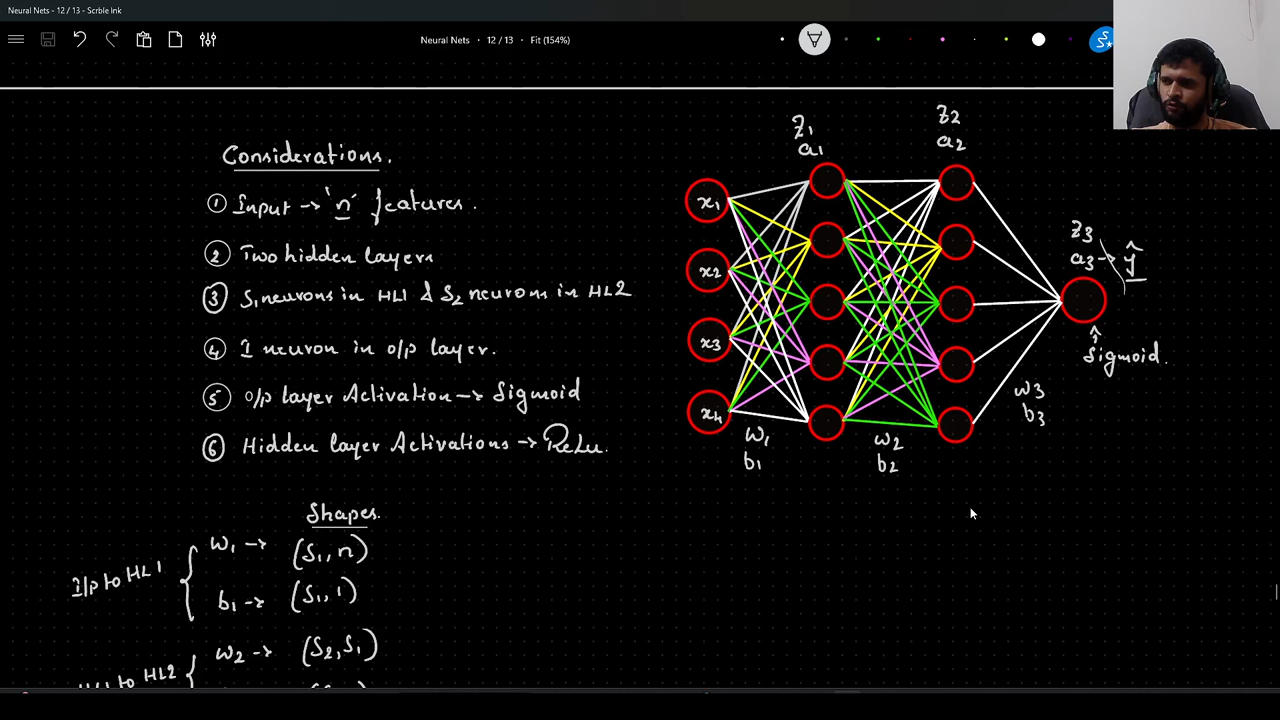 Neural Nets - 12 / 13 - Scrble Ink
Neural Nets • 12 / 13 • Fit (154%)
Considerations.
① Input → 'n' features.
② Two hidden layers
③ S1 neurons in HL1 & S2 neurons in HL2
④ 1 neuron in o/p layer.
⑤ o/p layer Activation → Sigmoid
⑥ Hidden layer Activations → ReLu.
Shapes.
I/p to HL1
w1 → (S1, n)
b1 → (S1, 1)
HL1 to HL2
w2 → (S2, S1)
z1
a1
z2
a2
z3
a3 → ŷ
x1
x2
x3
x4
w1
b1
w2
b2
w3
b3
Sigmoid.